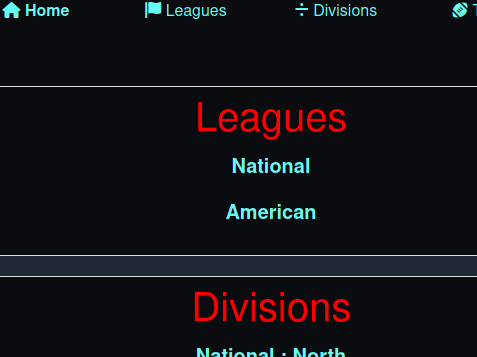 Home Leagues Divisions T
Leagues
National
American
Divisions
National : North